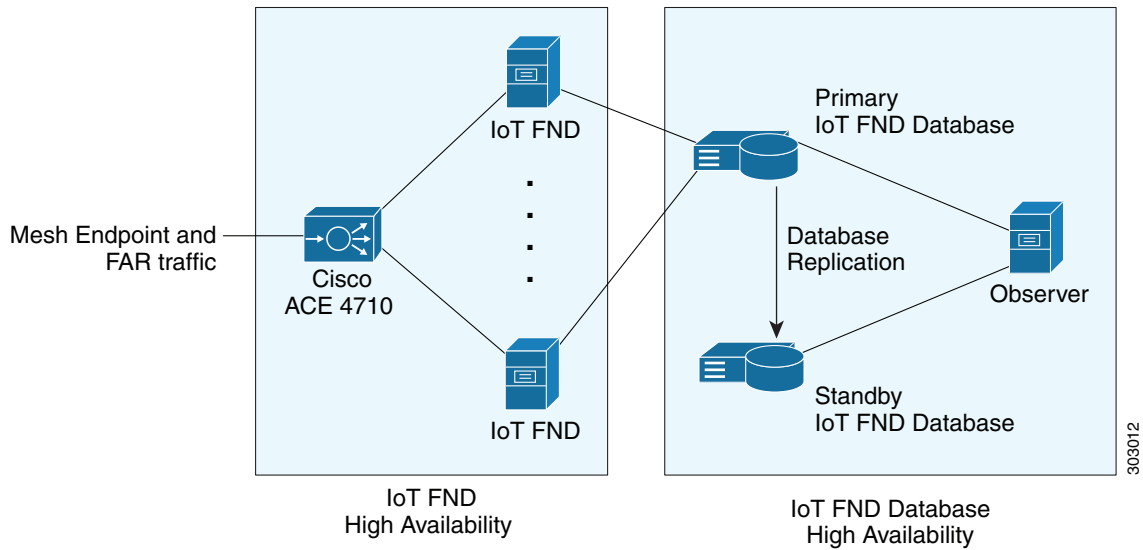 Mesh Endpoint and
FAR traffic
Cisco
ACE 4710
IoT FND
IoT FND
IoT FND
High Availability
Primary
IoT FND Database
Database
Replication
Observer
Standby
IoT FND Database
IoT FND Database
High Availability
303012